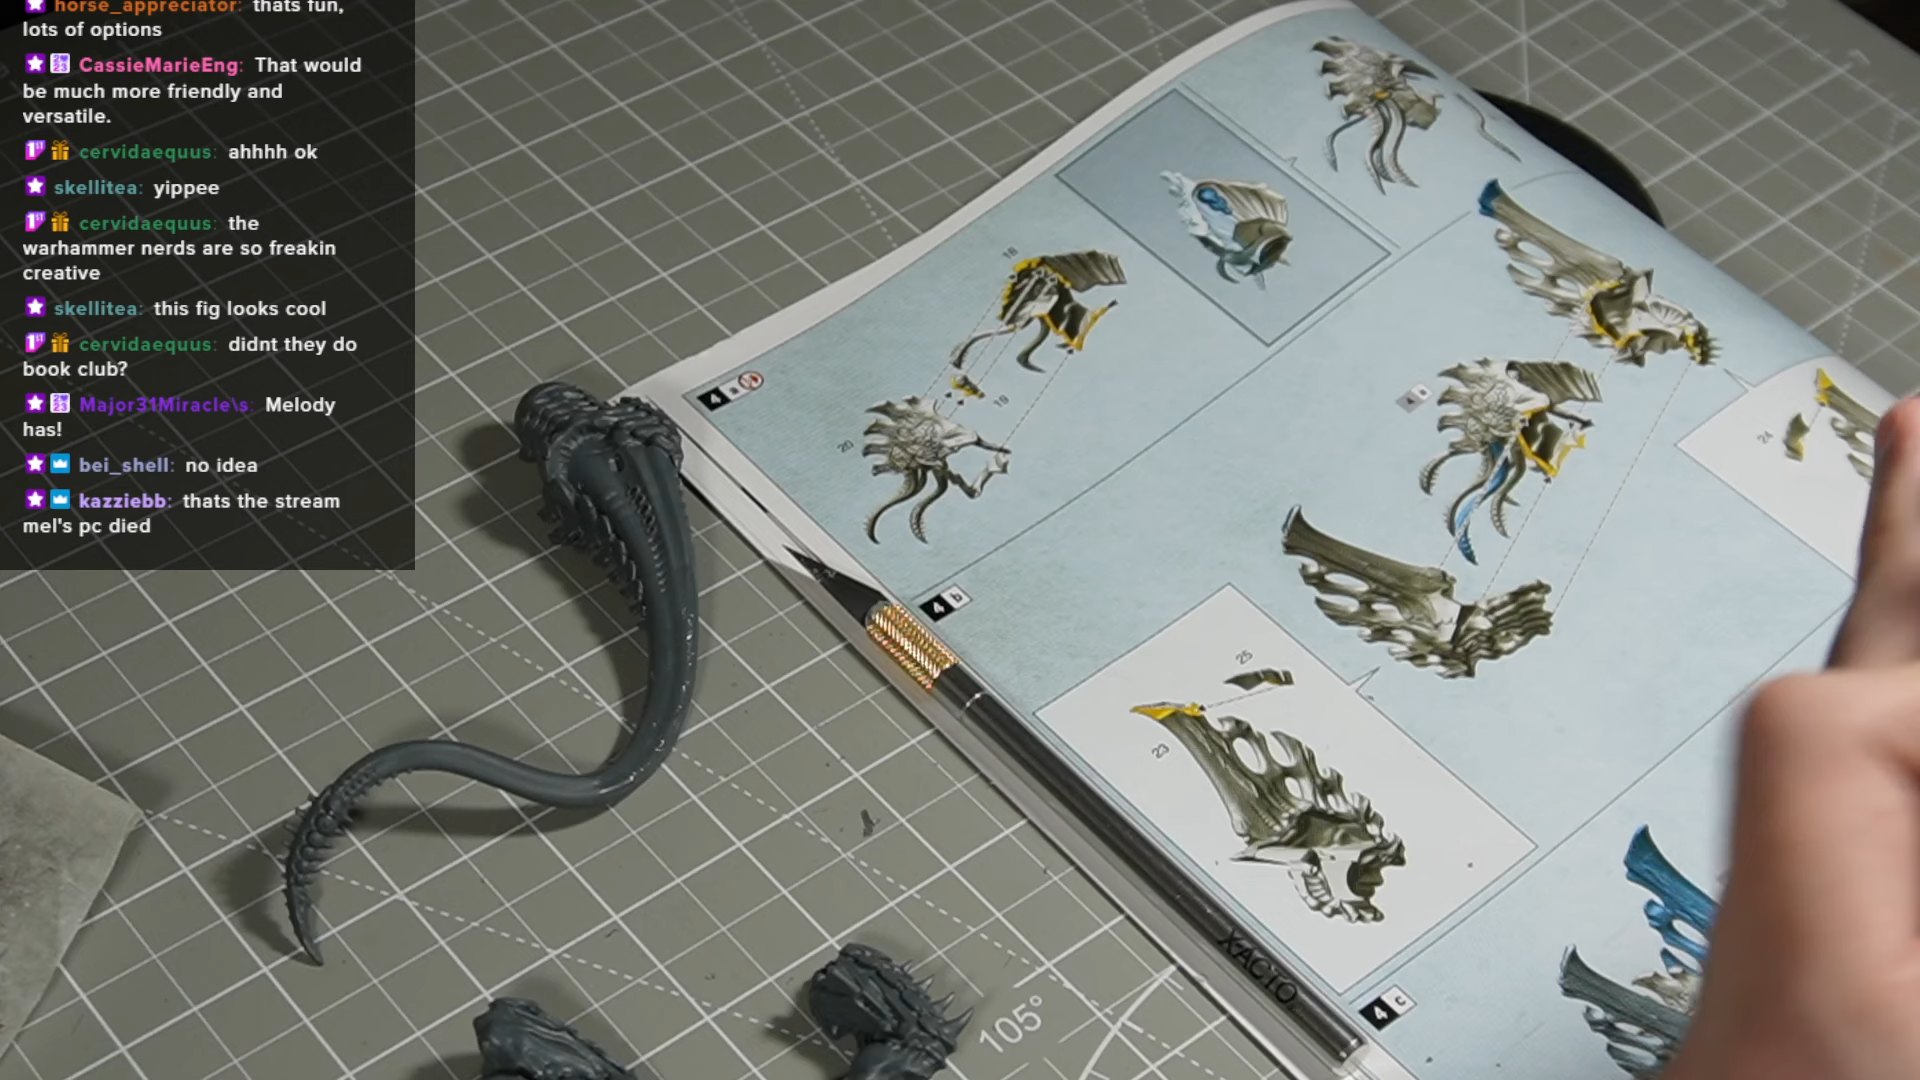 horse_appreciator: thats fun,
lots of options
CassieMarieEng: That would
be much more friendly and
versatile.
cervidaequus: ahhhh ok
skellitea: yippee
cervidaequus: the
warhammer nerds are so freakin
creative
skellitea: this fig looks cool
cervidaequus: didnt they do
book club?
Major31Miracle\s: Melody
has!
bei_shell: no idea
kazziebb: thats the stream
mel's pc died
4 a
18
19
20
4 b
4 a
24
25
23
4 c
X-ACTO
105°